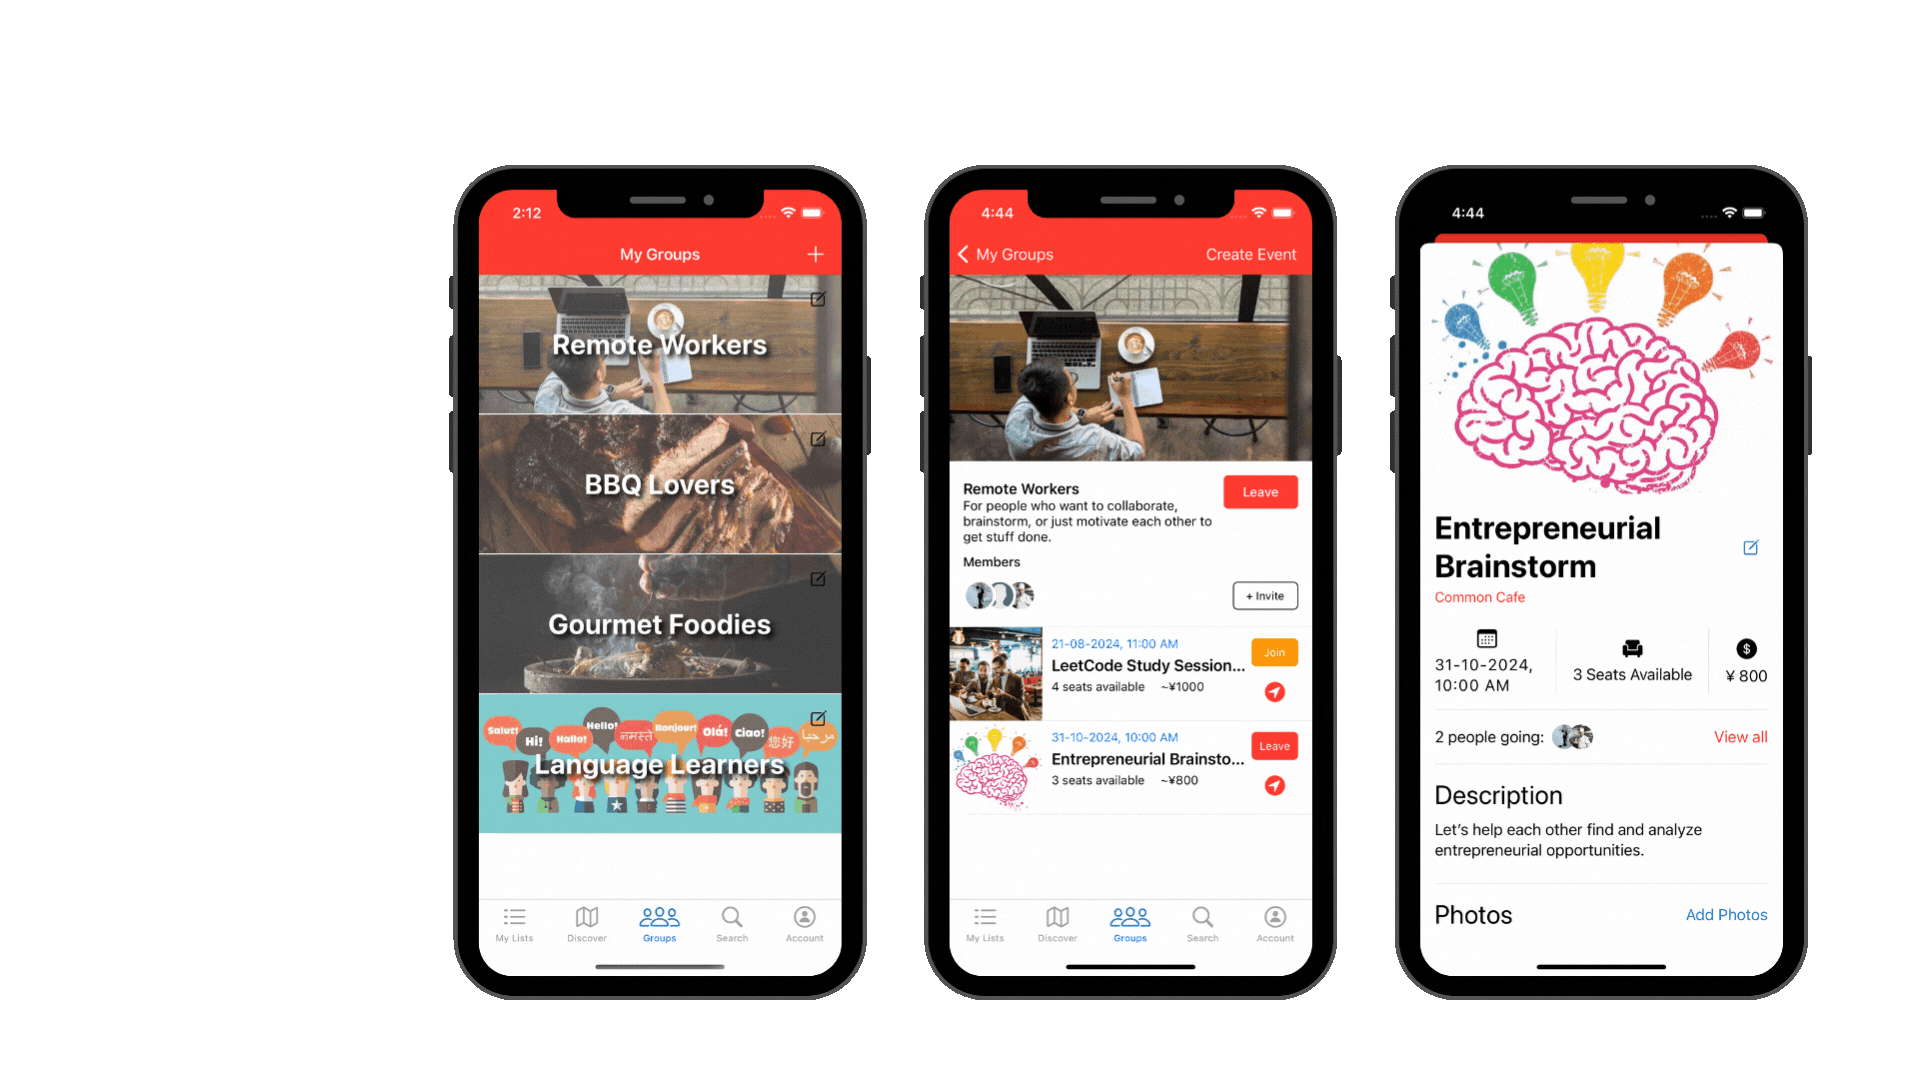 2:12
My Groups
Remote Workers
BBQ Lovers
Gourmet Foodies
Salut!
Hi!
Hallo!
Hello!
नमस्ते
Bonjour!
Olá!
Ciao!
您好
مرحبا
Language Learners
My Lists
Discover
Groups
Search
Account
4:44
My Groups
Create Event
Remote Workers
Leave
For people who want to collaborate,
brainstorm, or just motivate each other to
get stuff done.
Members
+ Invite
21-08-2024, 11:00 AM
LeetCode Study Session...
Join
4 seats available ~¥1000
31-10-2024, 10:00 AM
Entrepreneurial Brainsto...
Leave
3 seats available ~¥800
My Lists
Discover
Groups
Search
Account
4:44
Entrepreneurial
Brainstorm
Common Cafe
31-10-2024,
10:00 AM
3 Seats Available
$
¥ 800
2 people going:
View all
Description
Let's help each other find and analyze
entrepreneurial opportunities.
Photos
Add Photos